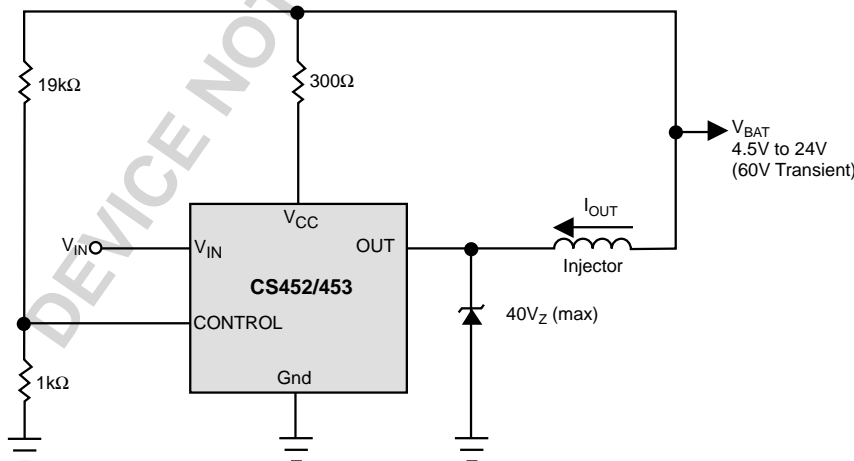 DEVICE NOT
19kΩ
300Ω
V_BAT
4.5V to 24V
(60V Transient)
V_CC
I_OUT
V_IN
V_IN
OUT
Injector
CS452/453
CONTROL
40V_Z (max)
1kΩ
Gnd